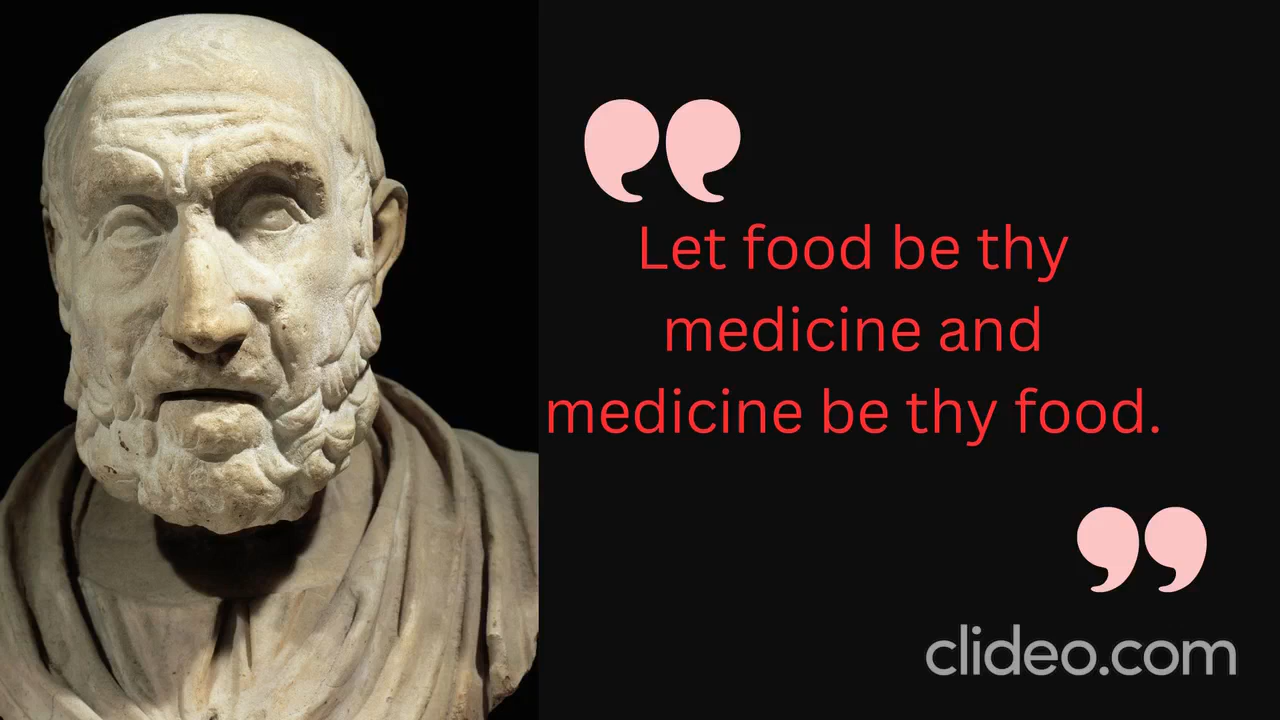 Let food be thy
medicine and
medicine be thy food.
clideo.com